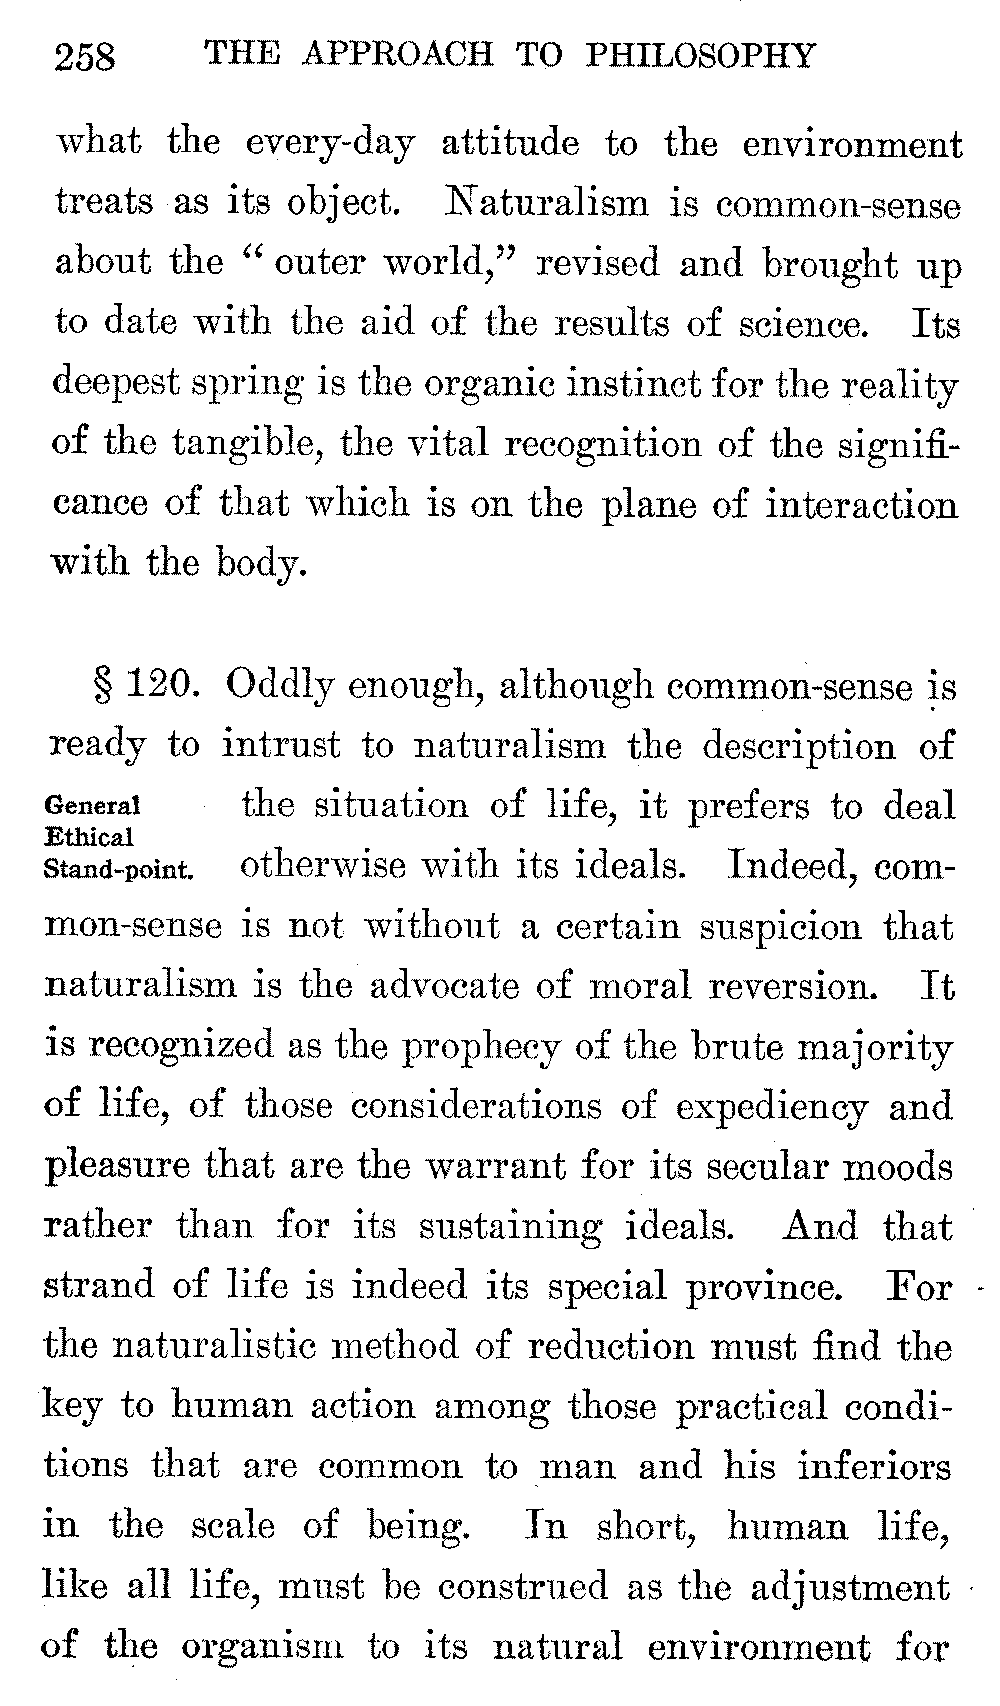 258 THE APPROACH TO PHILOSOPHY
what the every-day attitude to the environment
treats as its object. Naturalism is common-sense
about the “ outer world,” revised and brought up
to date with the aid of the results of science. Its
deepest spring is the organic instinct for the reality
of the tangible, the vital recognition of the signifi-
cance of that which is on the plane of interaction
with the body.
§ 120. Oddly enough, although common-sense is
ready to intrust to naturalism the description of
General
Ethical
Stand-point.
the situation of life, it prefers to deal
otherwise with its ideals. Indeed, com-
mon-sense is not without a certain suspicion that
naturalism is the advocate of moral reversion. It
is recognized as the prophecy of the brute majority
of life, of those considerations of expediency and
pleasure that are the warrant for its secular moods
rather than for its sustaining ideals. And that
strand of life is indeed its special province. For
the naturalistic method of reduction must find the
key to human action among those practical condi-
tions that are common to man and his inferiors
in the scale of being. In short, human life,
like all life, must be construed as the adjustment
of the organism to its natural environment for